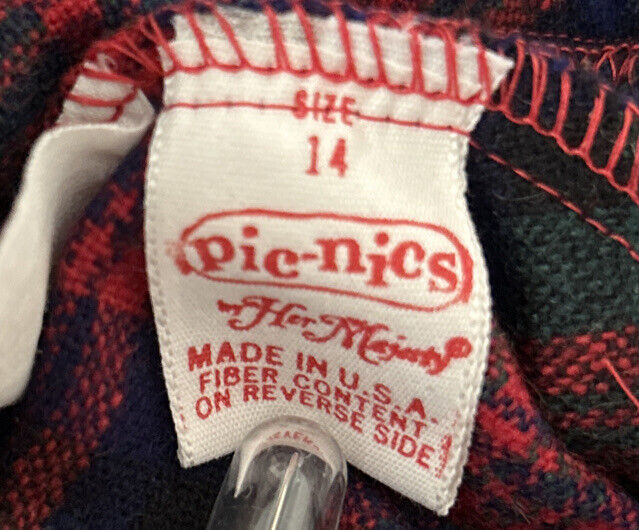 SIZE
14
pic-nics
by Her Majesty
MADE IN U.S.A.
FIBER CONTENT
ON REVERSE SIDE